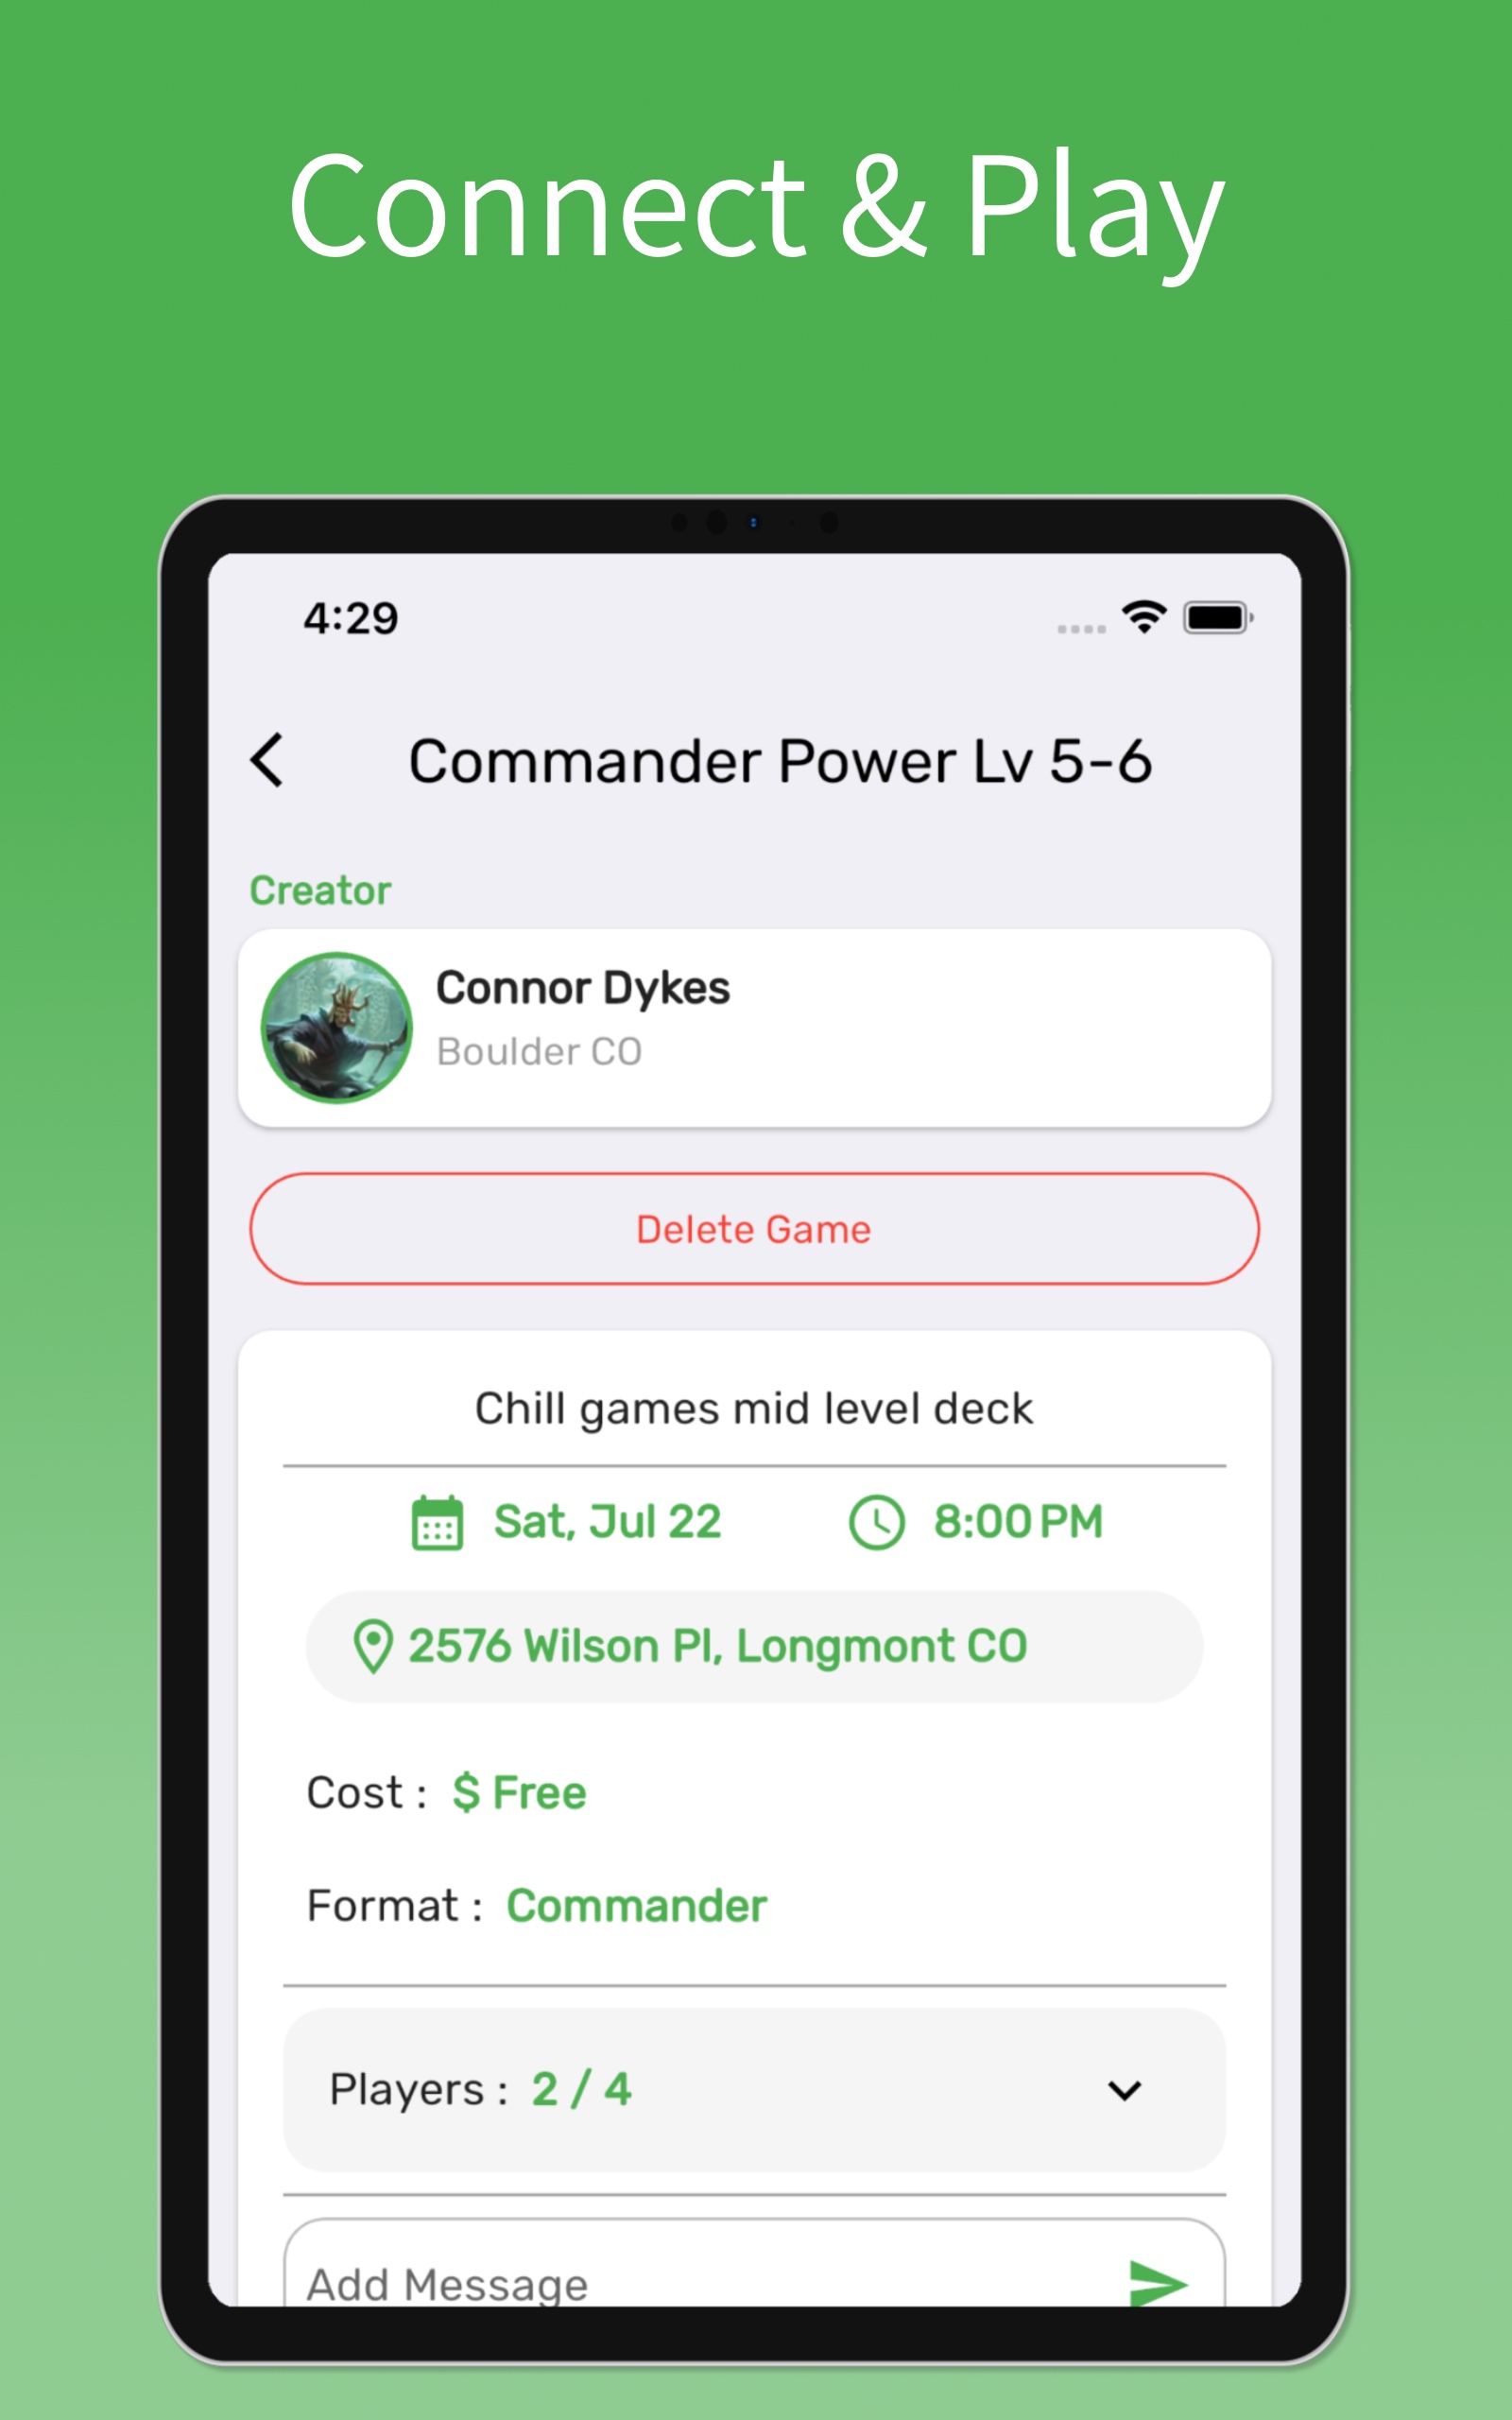 Connect & Play
4:29
Commander Power Lv 5-6
Creator
Connor Dykes
Boulder CO
Delete Game
Chill games mid level deck
Sat, Jul 22 8:00 PM
2576 Wilson Pl, Longmont CO
Cost : $ Free
Format : Commander
Players : 2 / 4
Add Message